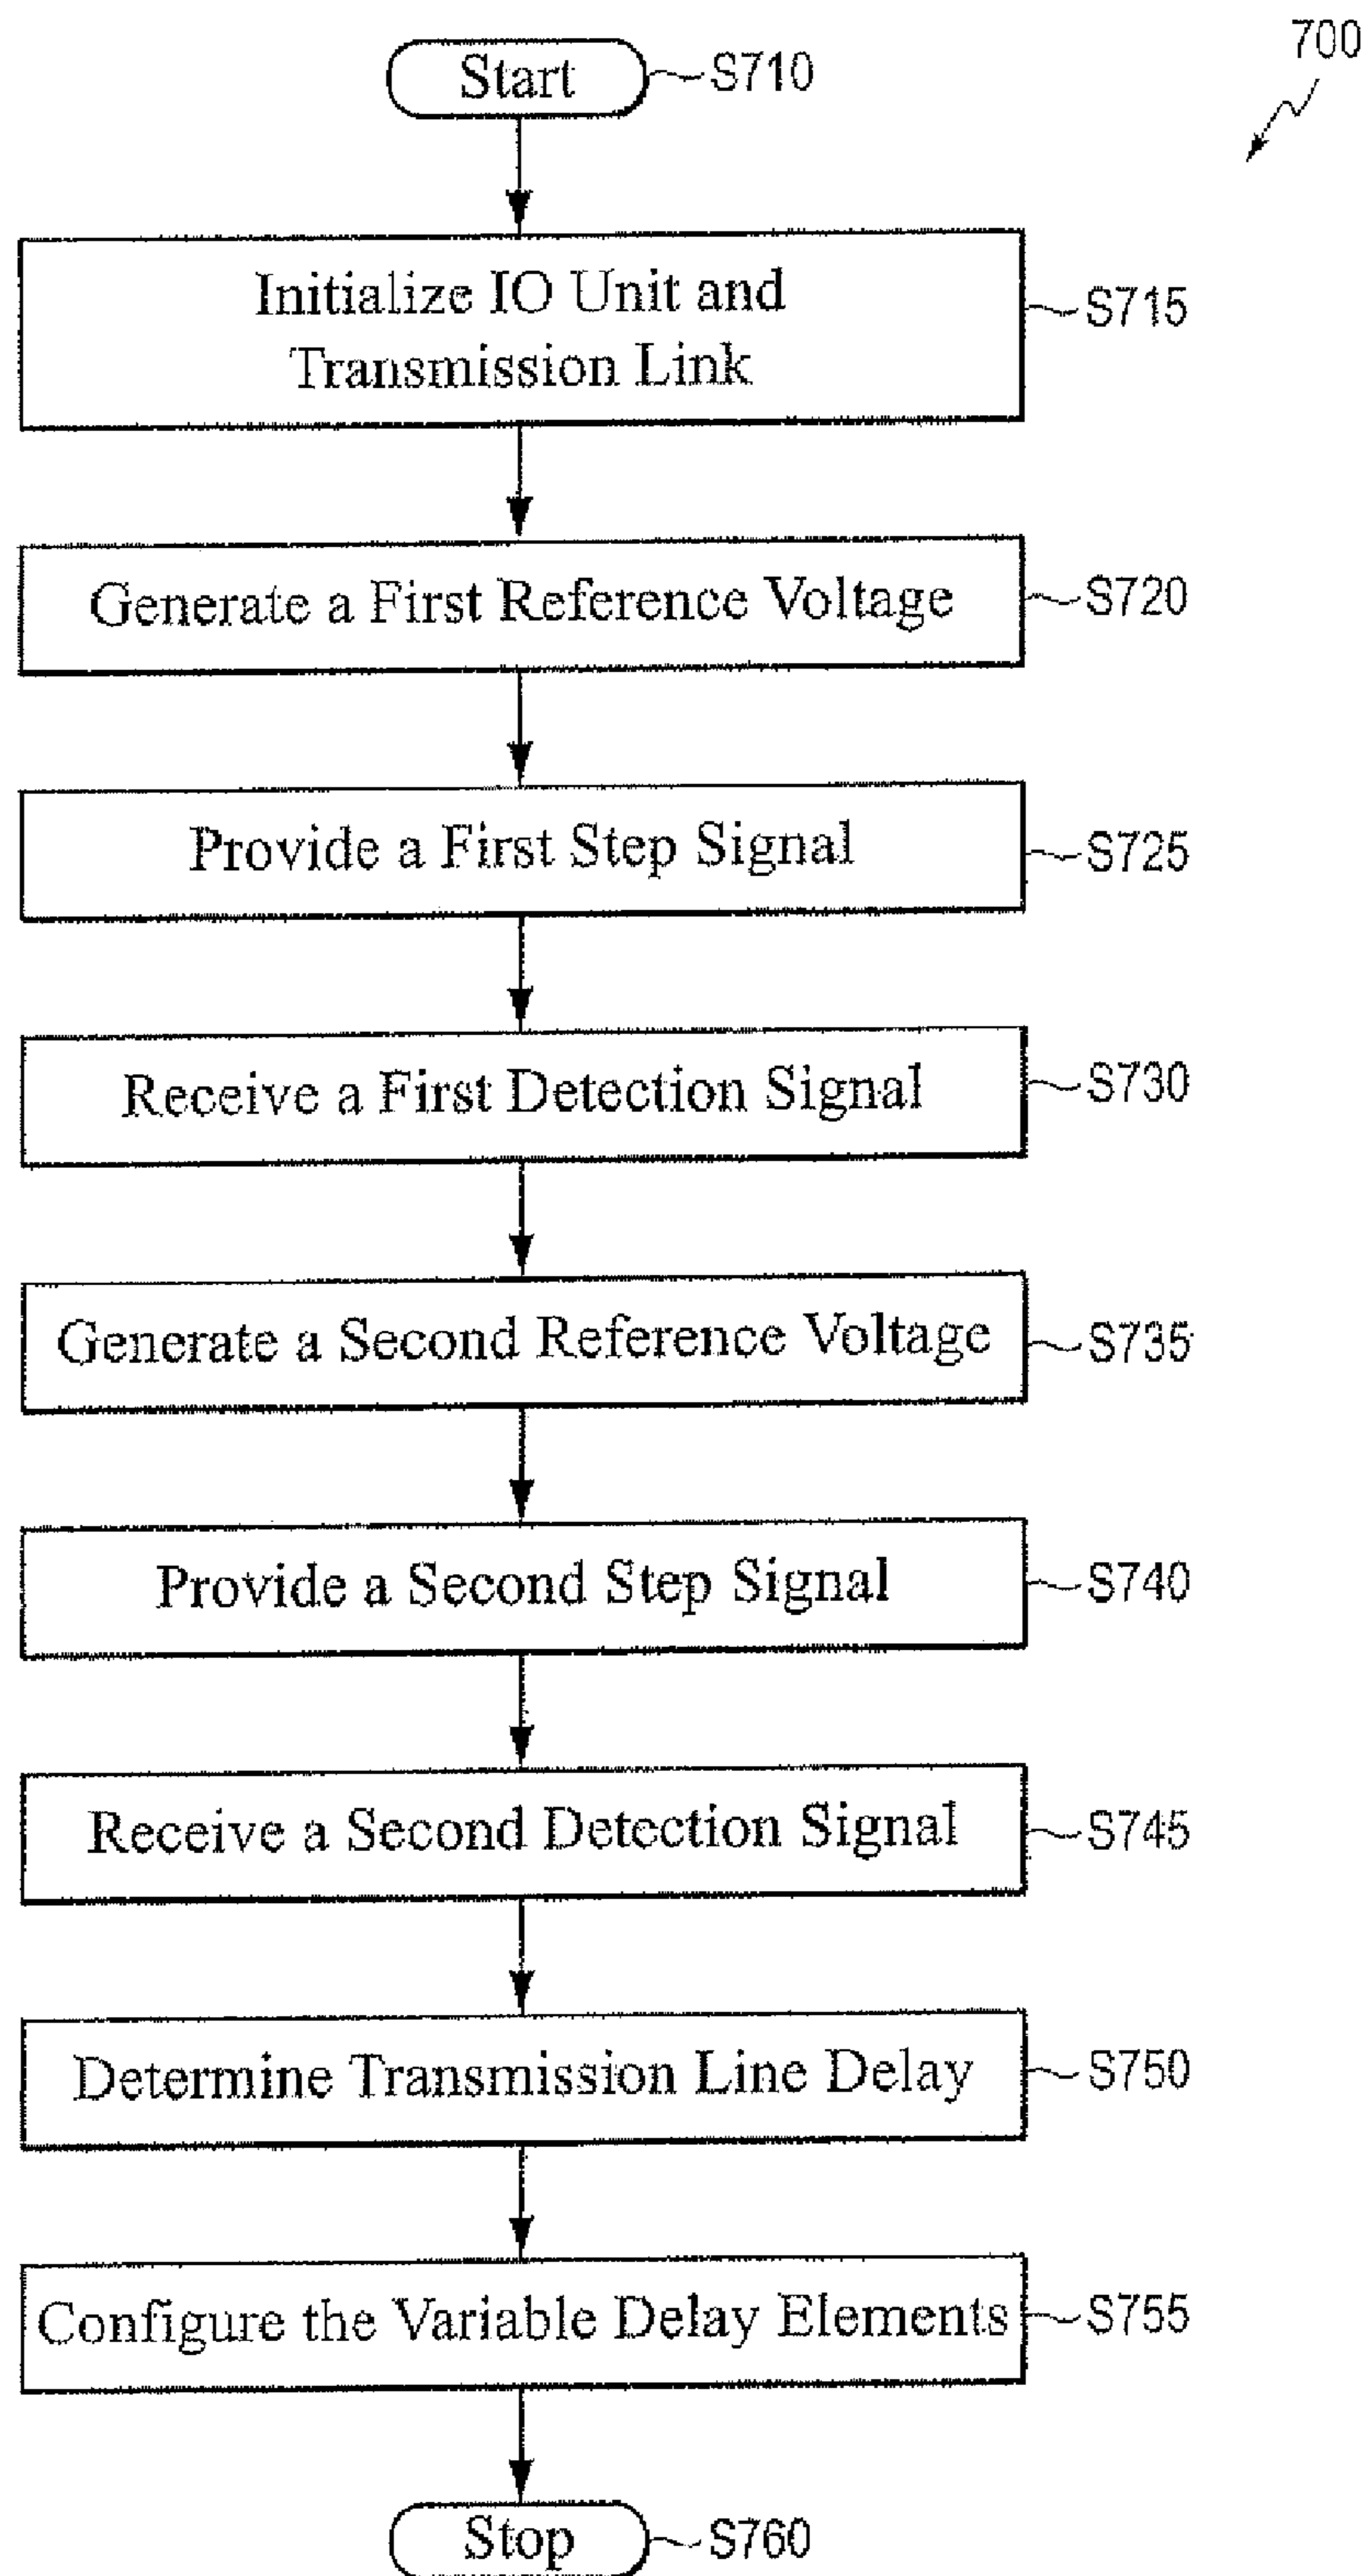 700
Start
S710
Initialize IO Unit and
Transmission Link
S715
Generate a First Reference Voltage
S720
Provide a First Step Signal
S725
Receive a First Detection Signal
S730
Generate a Second Reference Voltage
S735
Provide a Second Step Signal
S740
Receive a Second Detection Signal
S745
Determine Transmission Line Delay
S750
Configure the Variable Delay Elements
S755
Stop
S760